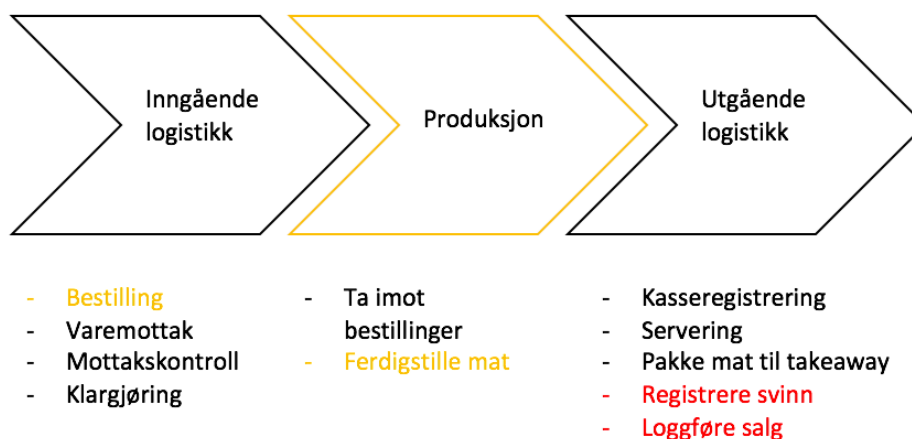 Inngående
logistikk
Produksjon
Utgående
logistikk
- Bestilling
- Varemottak
- Mottakskontroll
- Klargjøring
- Ta imot
bestillinger
- Ferdigstille mat
- Kasseregistrering
- Servering
- Pakke mat til takeaway
- Registrere svinn
- Loggføre salg